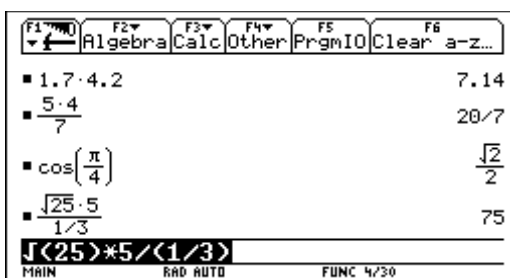 F1 F2 F3 F4 F5 F6
Algebra Calc Other PrgmIO Clear a-z…
▪ 1.7·4.2 7.14
▪ 5·4/7 20/7
▪ cos(π/4) √2/2
▪ √25·5/1/3 75
√(25)*5/(1/3)
MAIN RAD AUTO FUNC 4/30